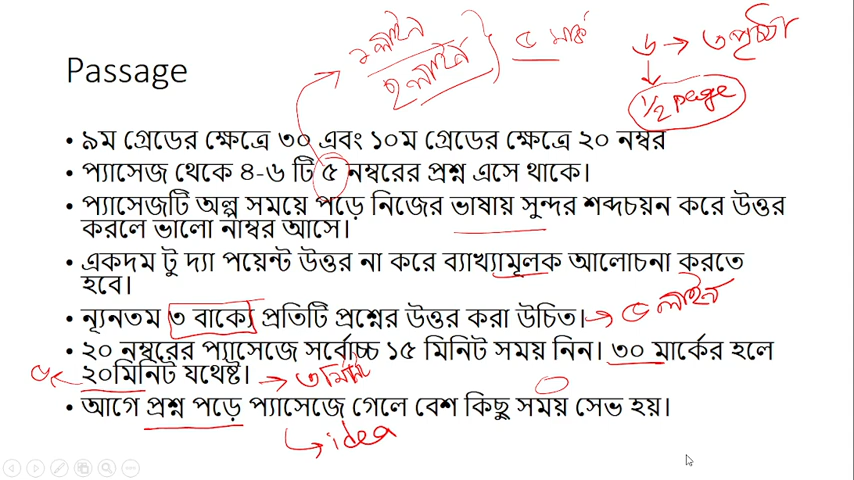 ১লাইন
২লাইন
৫ মার্ক
৬ → ৩পৃষ্ঠা
1/2 page
Passage
• ৯ম গ্রেডের ক্ষেত্রে ৩০ এবং ১০ম গ্রেডের ক্ষেত্রে ২০ নম্বর
• প্যাসেজ থেকে ৪-৬ টি ৫ নম্বরের প্রশ্ন এসে থাকে।
• প্যাসেজটি অল্প সময়ে পড়ে নিজের ভাষায় সুন্দর শব্দচয়ন করে উত্তর
করলে ভালো নাম্বার আসে।
• একদম টু দ্যা পয়েন্ট উত্তর না করে ব্যাখ্যামূলক আলোচনা করতে
হবে।
• ন্যূনতম ৩ বাক্যে প্রতিটি প্রশ্নের উত্তর করা উচিত। → ৫ লাইন
• ২০ নম্বরের প্যাসেজে সর্বোচ্চ ১৫ মিনিট সময় নিন। ৩০ মার্কের হলে
২০মিনিট যথেষ্ট। → ৩মিনিট
• আগে প্রশ্ন পড়ে প্যাসেজে গেলে বেশ কিছু সময় সেভ হয়।
idea